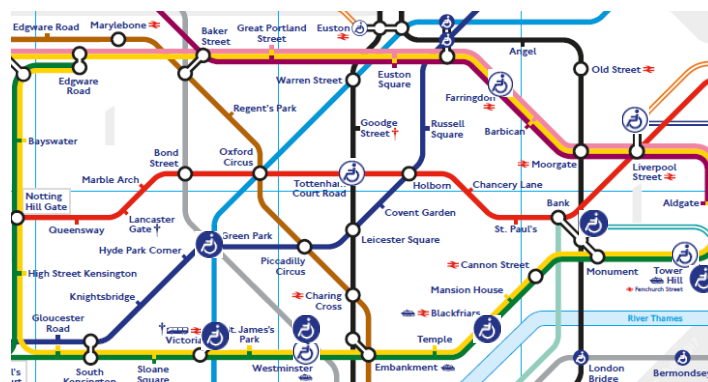 Edgware Road
Marylebone
Baker
Street
Great Portland
Street
Euston
Angel
Old Street
Edgware
Road
Warren Street
Euston
Square
Farringdon
Barbican
Regent's Park
Goodge
Street
Russell
Square
Bayswater
Bond
Street
Oxford
Circus
Moorgate
Liverpool
Street
Marble Arch
Tottenham
Court Road
Holborn
Chancery Lane
Notting
Hill Gate
Lancaster
Gate
Queensway
Bank
Aldgate
Covent Garden
St. Paul's
Hyde Park Corner
Green Park
Leicester Square
Piccadilly
Circus
High Street Kensington
Cannon Street
Monument
Tower
Hill
Fenchurch Street
Knightsbridge
Charing
Cross
Mansion House
Gloucester
Road
Blackfriars
River Thames
Victoria
St. James's
Park
Temple
's
rt
South
Kensington
Sloane
Square
Westminster
Embankment
London
Bridge
Bermondsey